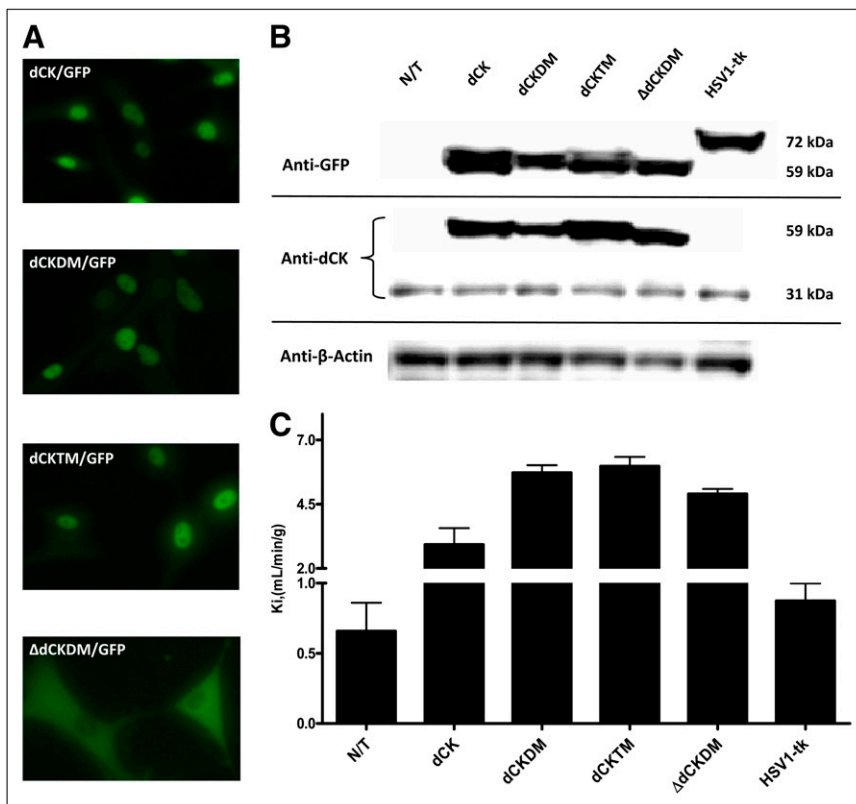 A
dCK/GFP
dCKDM/GFP
dCKTM/GFP
ΔdCKDM/GFP
B
N/T dCK dCKDM dCKTM ΔdCKDM HSV1-tk
Anti-GFP
72 kDa
59 kDa
Anti-dCK
59 kDa
31 kDa
Anti-β-Actin
C
Ki,(mL/min/g)
7.0
4.5
2.0
1.0
0.5
0.0
N/T dCK dCKDM dCKTM ΔdCKDM HSV1-tk